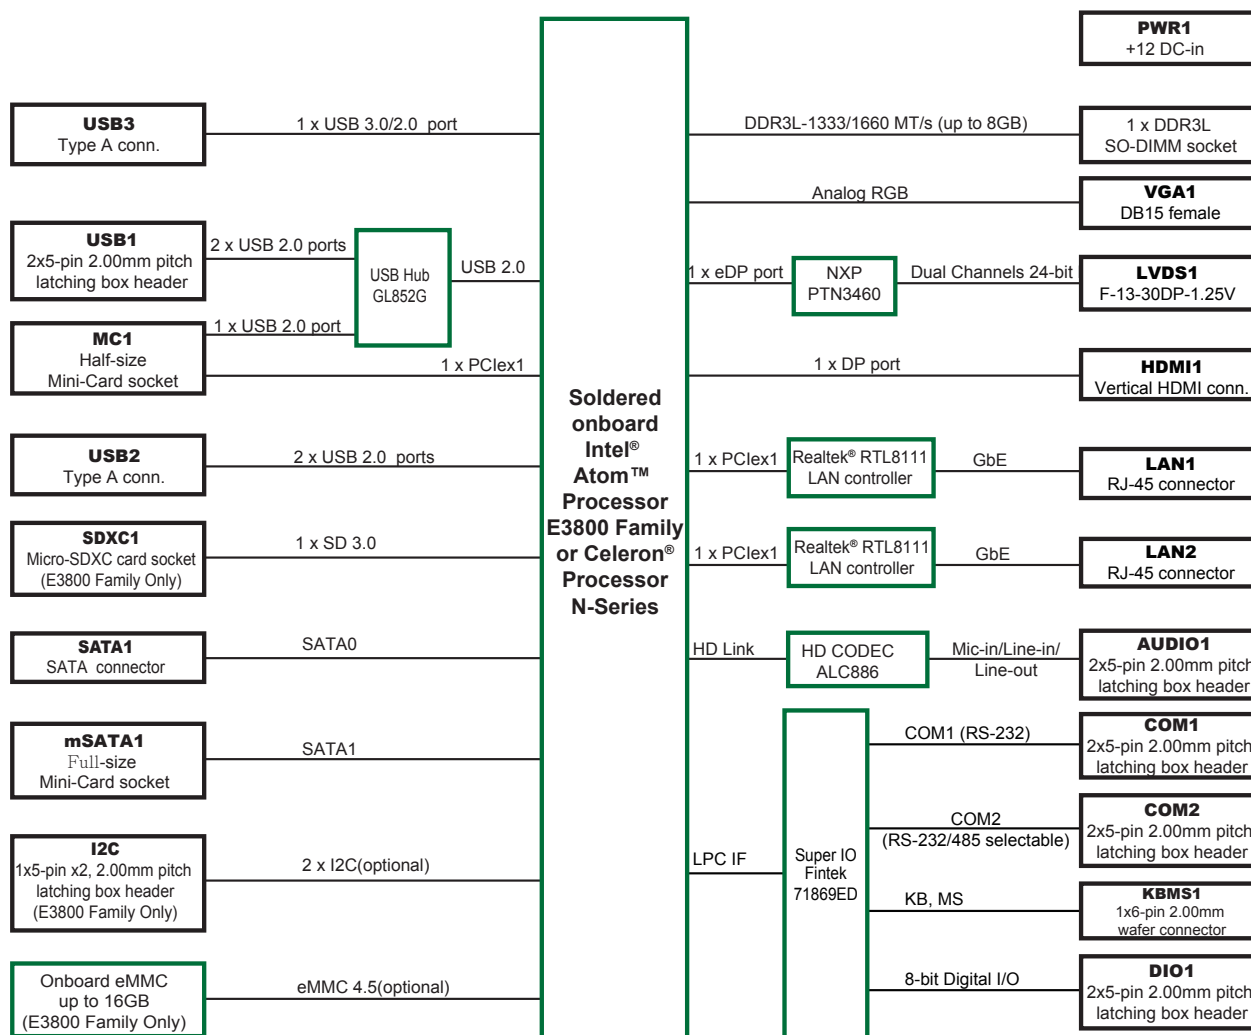 PWR1
+12 DC-in
USB3
Type A conn.
1 x USB 3.0/2.0 port
DDR3L-1333/1660 MT/s (up to 8GB)
1 x DDR3L
SO-DIMM socket
Analog RGB
VGA1
DB15 female
USB1
2x5-pin 2.00mm pitch
latching box header
2 x USB 2.0 ports
USB Hub
GL852G
USB 2.0
1 x eDP port
NXP
PTN3460
Dual Channels 24-bit
LVDS1
F-13-30DP-1.25V
MC1
Half-size
Mini-Card socket
1 x USB 2.0 port
1 x PCIex1
1 x DP port
HDMI1
Vertical HDMI conn.
Soldered
onboard
Intel®
Atom™
Processor
E3800 Family
or Celeron®
Processor
N-Series
USB2
Type A conn.
2 x USB 2.0 ports
1 x PCIex1
Realtek® RTL8111
LAN controller
GbE
LAN1
RJ-45 connector
SDXC1
Micro-SDXC card socket
(E3800 Family Only)
1 x SD 3.0
1 x PCIex1
Realtek® RTL8111
LAN controller
GbE
LAN2
RJ-45 connector
SATA1
SATA connector
SATA0
HD Link
HD CODEC
ALC886
Mic-in/Line-in/
Line-out
AUDIO1
2x5-pin 2.00mm pitch
latching box header
mSATA1
Full-size
Mini-Card socket
SATA1
COM1 (RS-232)
COM1
2x5-pin 2.00mm pitch
latching box header
I2C
1x5-pin x2, 2.00mm pitch
latching box header
(E3800 Family Only)
2 x I2C(optional)
LPC IF
Super IO
Fintek
71869ED
COM2
(RS-232/485 selectable)
COM2
2x5-pin 2.00mm pitch
latching box header
KB, MS
KBMS1
1x6-pin 2.00mm
wafer connector
Onboard eMMC
up to 16GB
(E3800 Family Only)
eMMC 4.5(optional)
8-bit Digital I/O
DIO1
2x5-pin 2.00mm pitch
latching box header